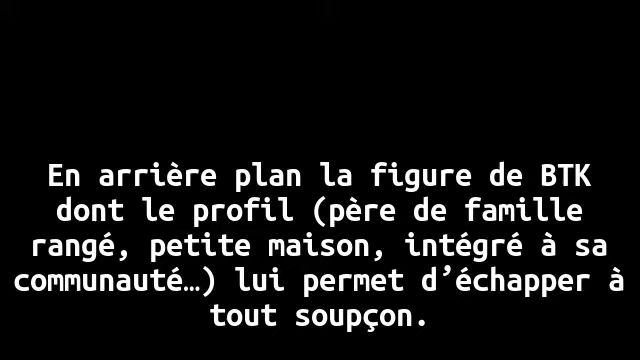 En arrière plan la figure de BTK
dont le profil (père de famille
rangé, petite maison, intégré à sa
communauté…) lui permet d’échapper à
tout soupçon.